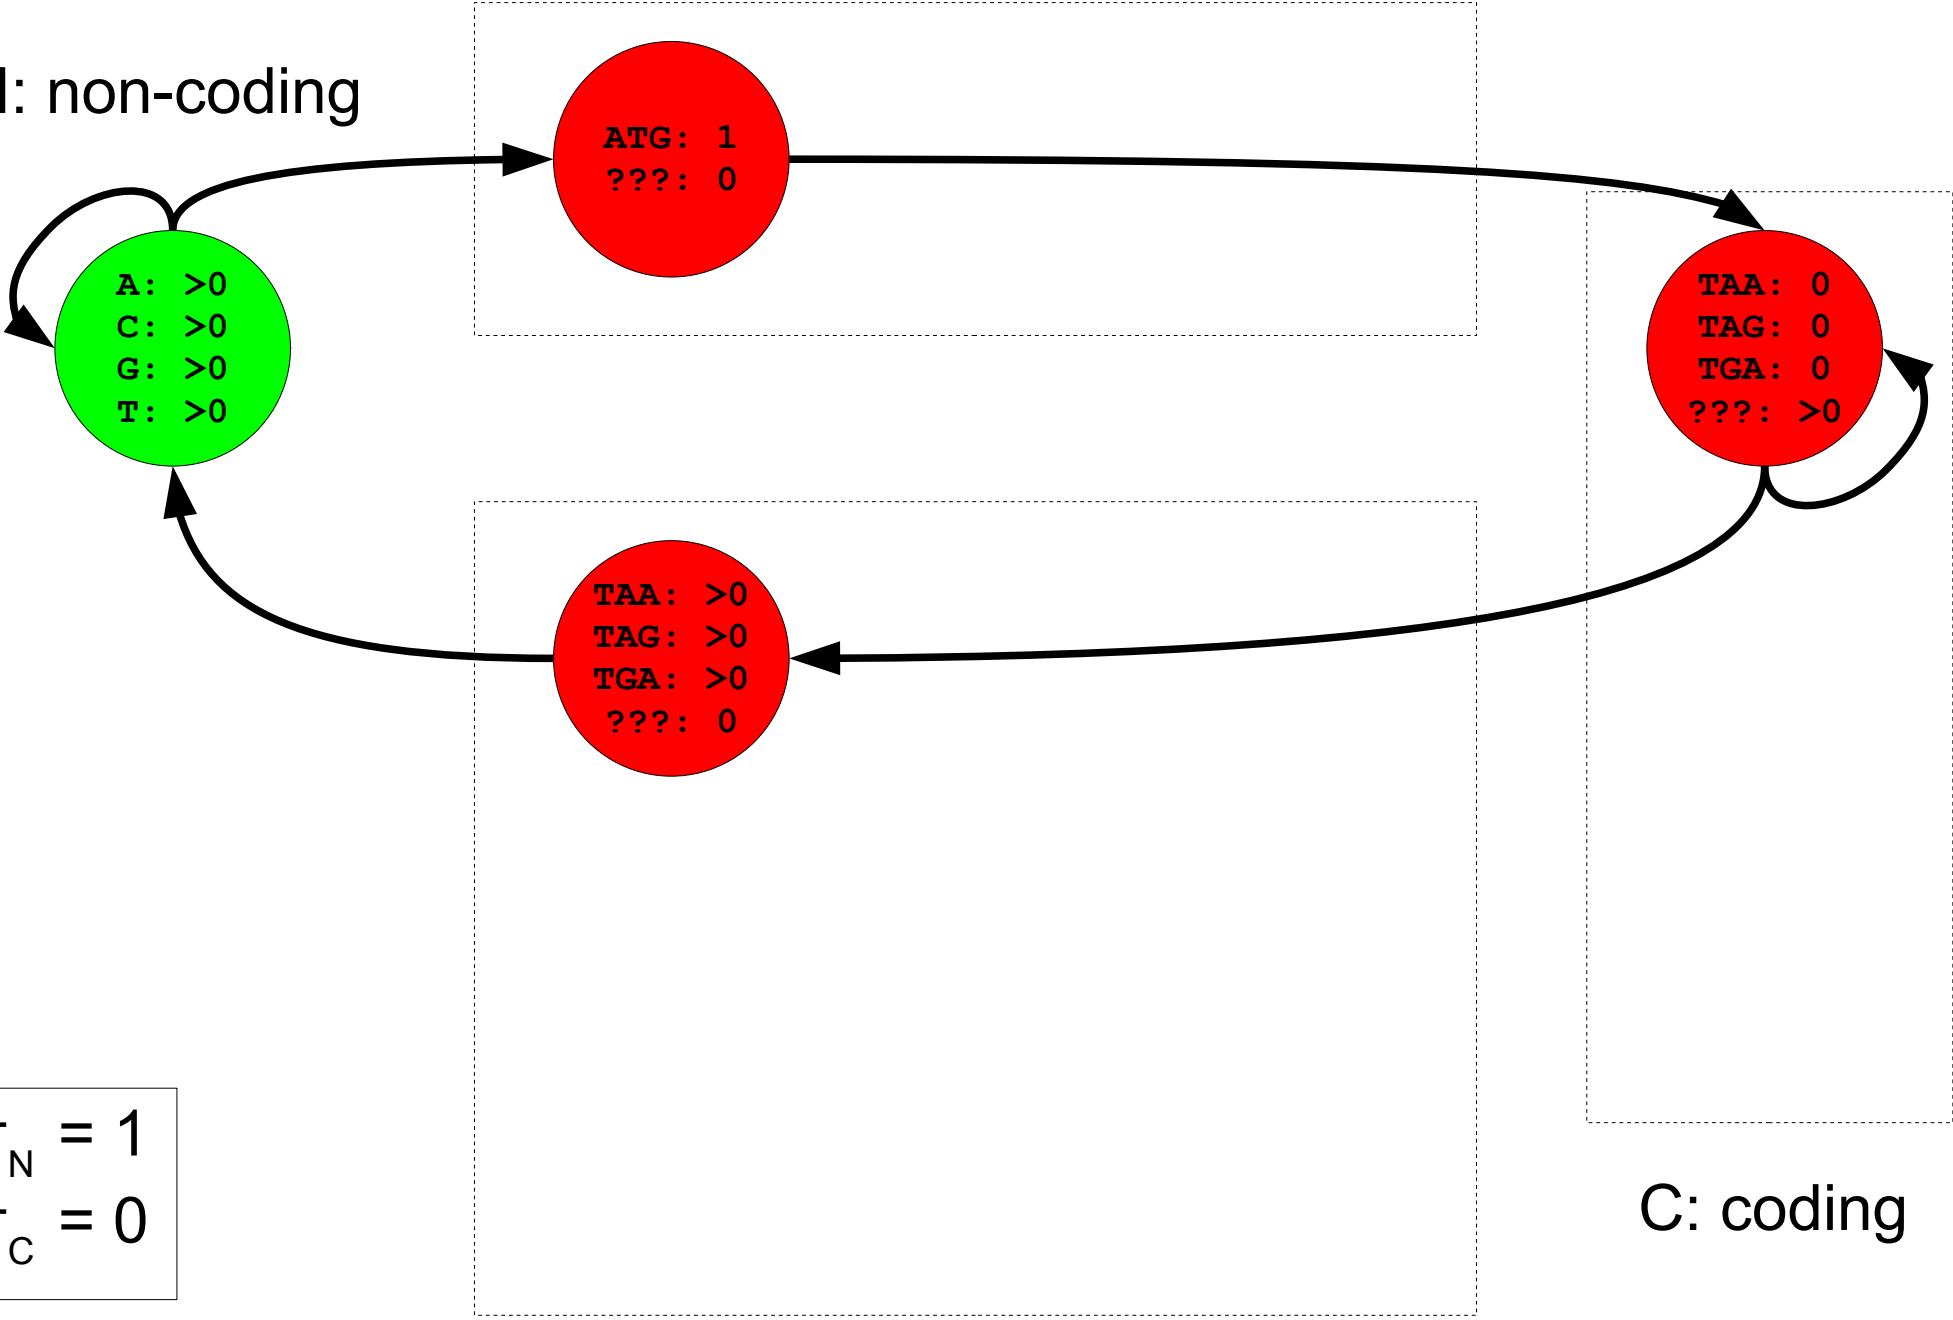 : non-coding
ATG: 1
???: 0
A: >0
C: >0
G: >0
T: >0
TAA: 0
TAG: 0
TGA: 0
???: >0
TAA: >0
TAG: >0
TGA: >0
???: 0
N = 1
C = 0
C: coding